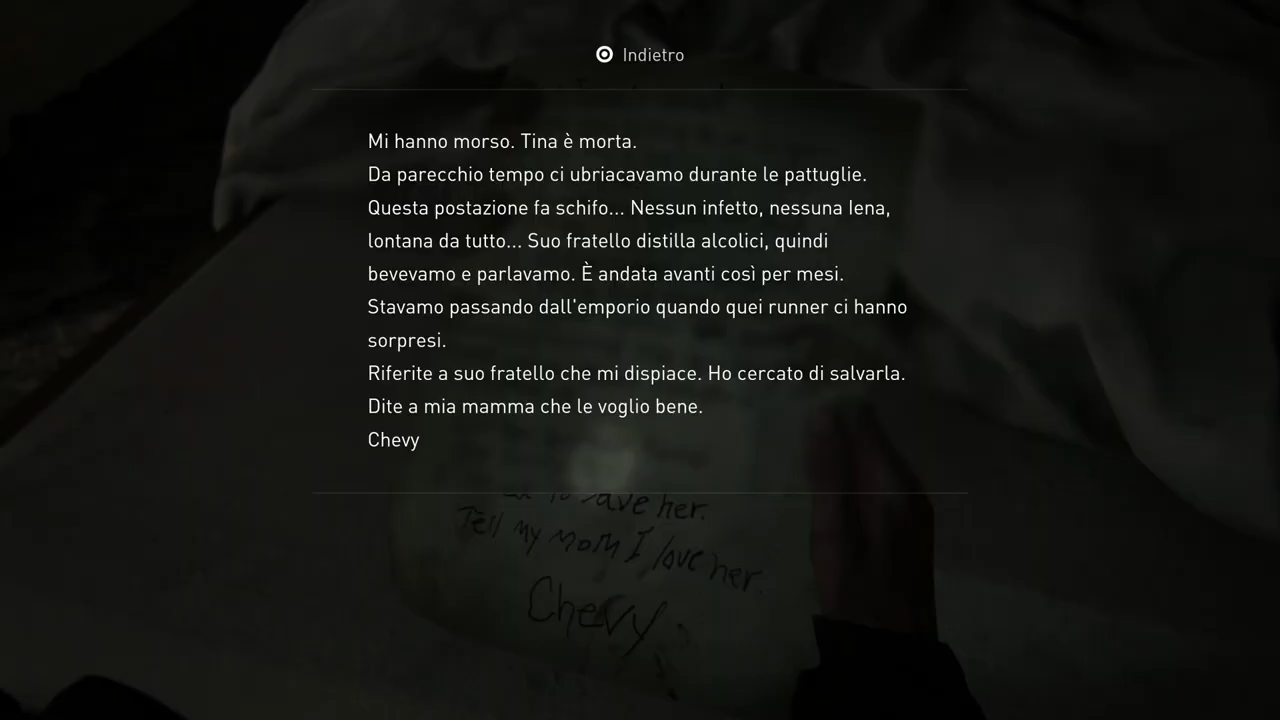 Indietro
Mi hanno morso. Tina è morta.
Da parecchio tempo ci ubriacavamo durante le pattuglie.
Questa postazione fa schifo... Nessun infetto, nessuna Iena,
lontana da tutto... Suo fratello distilla alcolici, quindi
bevevamo e parlavamo. È andata avanti così per mesi.
Stavamo passando dall'emporio quando quei runner ci hanno
sorpresi.
Riferite a suo fratello che mi dispiace. Ho cercato di salvarla.
Dite a mia mamma che le voglio bene.
Chevy
to save her.
Tell my mom I love her.
Chevy